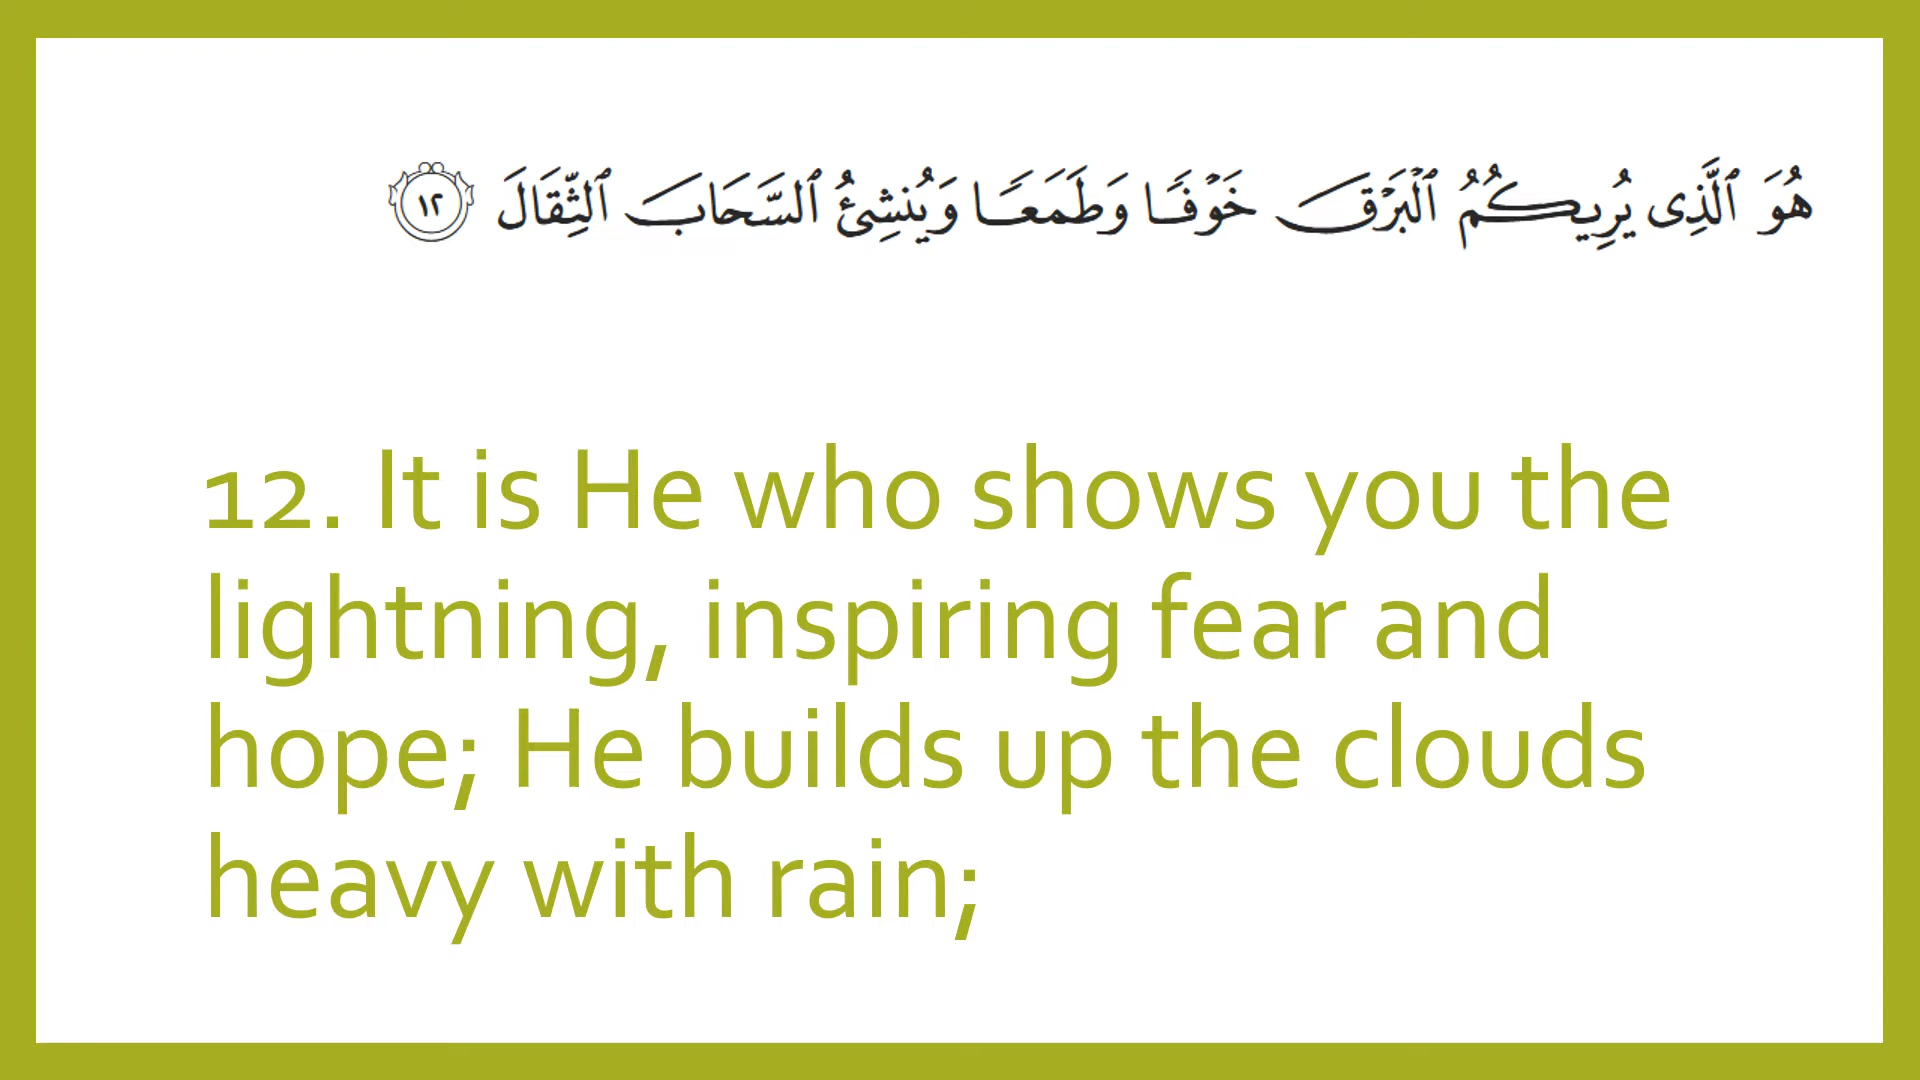 هُوَ ٱلَّذِى يُرِيكُمُ ٱلْبَرْقَ خَوْفًا وَطَمَعًا وَيُنشِئُ ٱلسَّحَابَ ٱلثِّقَالَ ١٢
12. It is He who shows you the
lightning, inspiring fear and
hope; He builds up the clouds
heavy with rain;